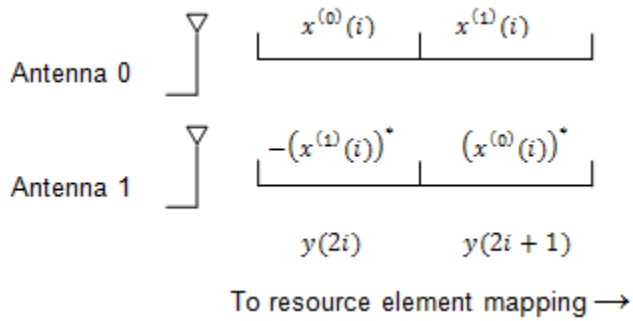 x⁽⁰⁾(i) x⁽¹⁾(i)
Antenna 0
−(x⁽¹⁾(i))* (x⁽⁰⁾(i))*
Antenna 1
y(2i) y(2i + 1)
To resource element mapping →